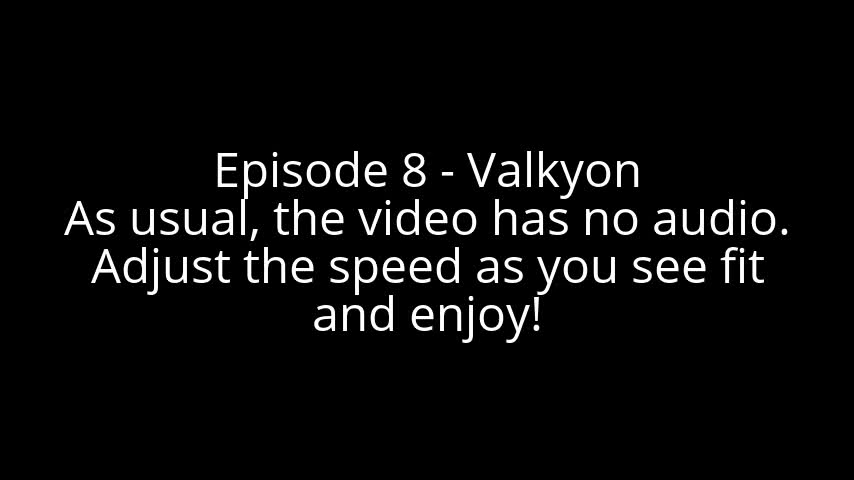 Episode 8 - Valkyon
As usual, the video has no audio.
Adjust the speed as you see fit
and enjoy!